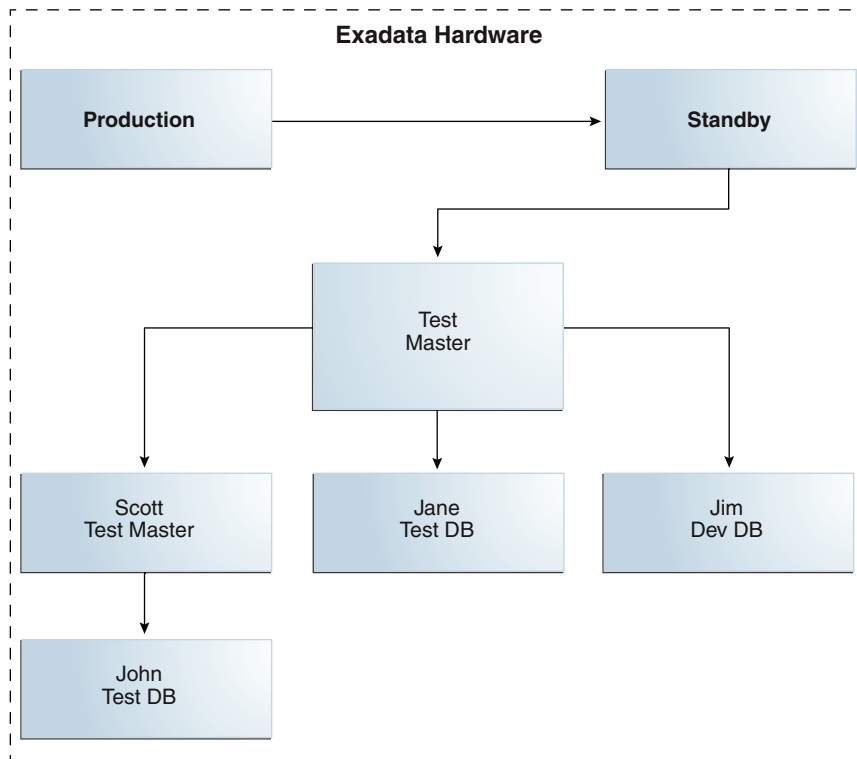 Exadata Hardware
Production
Standby
Test
Master
Scott
Test Master
Jane
Test DB
Jim
Dev DB
John
Test DB